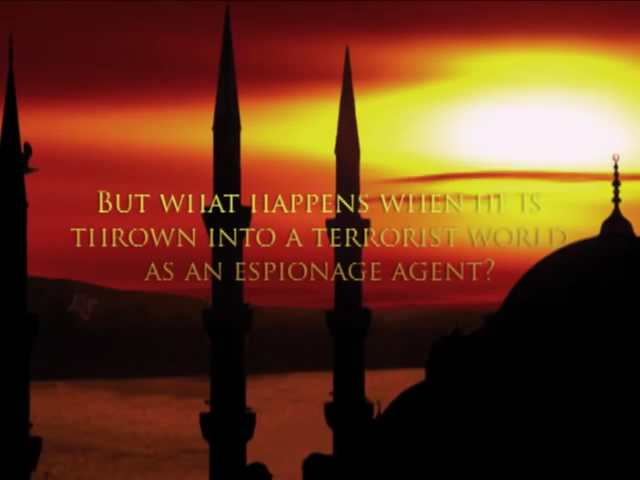 But what happens when he is
thrown into a terrorist world
as an espionage agent?